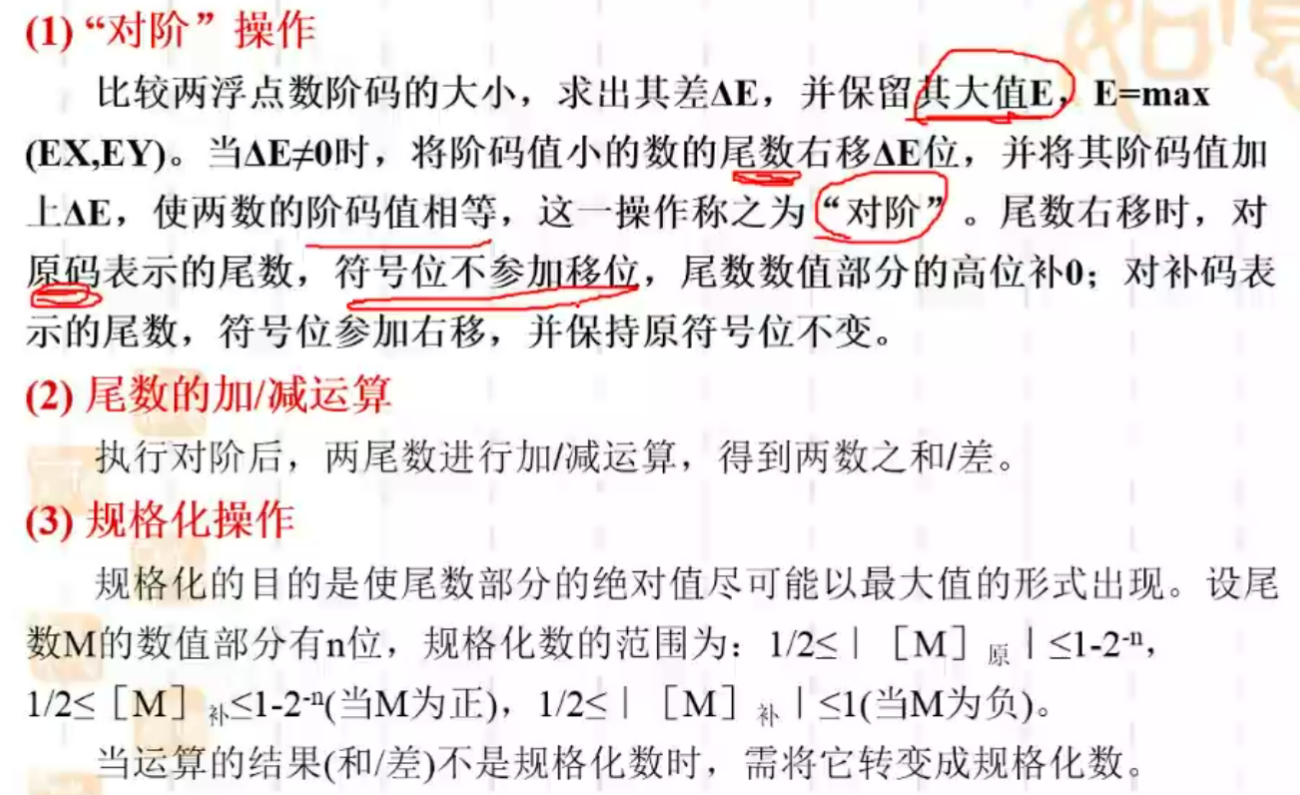 (1) “对阶”操作
比较两浮点数阶码的大小，求出其差ΔE，并保留其大值E，E=max
(EX,EY)。当ΔE≠0时，将阶码值小的数的尾数右移ΔE位，并将其阶码值加
上ΔE，使两数的阶码值相等，这一操作称之为“对阶”。尾数右移时，对
原码表示的尾数，符号位不参加移位，尾数数值部分的高位补0；对补码表
示的尾数，符号位参加右移，并保持原符号位不变。
(2) 尾数的加/减运算
执行对阶后，两尾数进行加/减运算，得到两数之和/差。
(3) 规格化操作
规格化的目的是使尾数部分的绝对值尽可能以最大值的形式出现。设尾
数M的数值部分有n位，规格化数的范围为：1/2≤｜［M］原｜≤1-2-n，
1/2≤［M］补≤1-2-n(当M为正)，1/2≤｜［M］补｜≤1(当M为负)。
当运算的结果(和/差)不是规格化数时，需将它转变成规格化数。